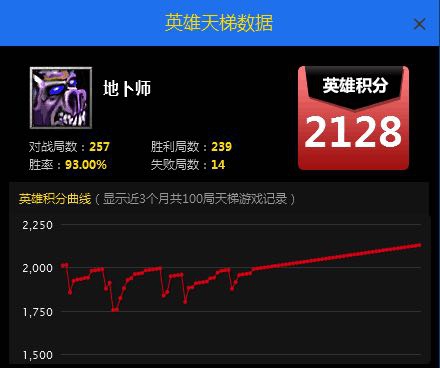 英雄天梯数据
地卜师
对战局数：257 胜利局数：239
胜率：93.00% 失败局数：14
英雄积分
2128
英雄积分曲线（显示近3个月共100局天梯游戏记录）
2,250
2,000
1,750
1,500